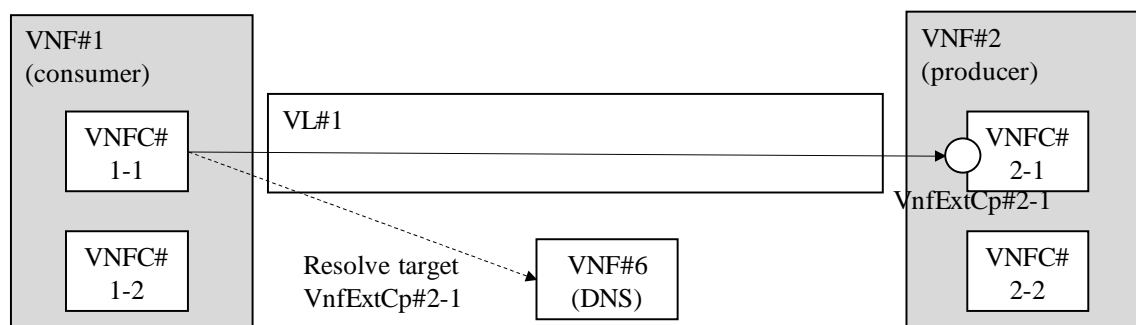 VNF#1
(consumer)
VNFC#
1-1
VNFC#
1-2
VL#1
Resolve target
VnfExtCp#2-1
VNF#6
(DNS)
VNF#2
(producer)
VNFC#
2-1
VnfExtCp#2-1
VNFC#
2-2